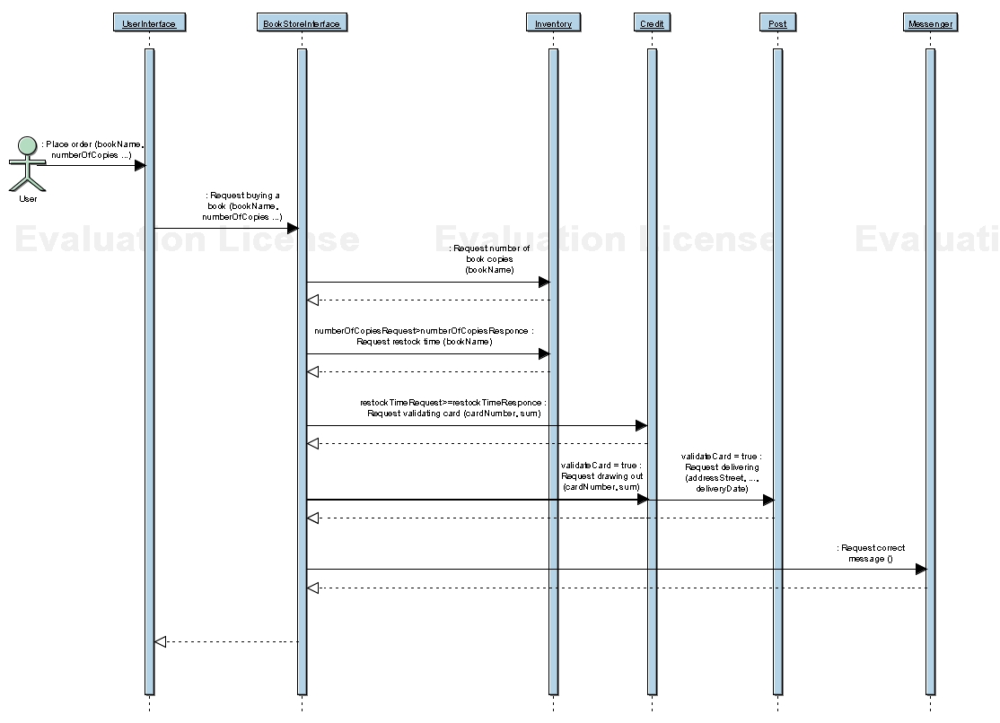 UserInterface
BookStoreInterface
Inventory
Credit
Post
Messenger
: Place order (bookName,
numberOfCopies ...)
User
: Request buying a
book (bookName,
numberOfCopies ...)
Evaluation License
Evaluation License
Evaluati
: Request number of
book copies
(bookName)
numberOfCopiesRequest>numberOfCopiesResponce :
Request restock time (bookName)
restockTimeRequest>=restockTimeResponce :
Request validating card (cardNumber, sum)
validateCard = true :
Request drawing out
(cardNumber, sum)
validateCard = true :
Request delivering
(addressStreet, ...,
deliveryDate)
: Request correct
message ()